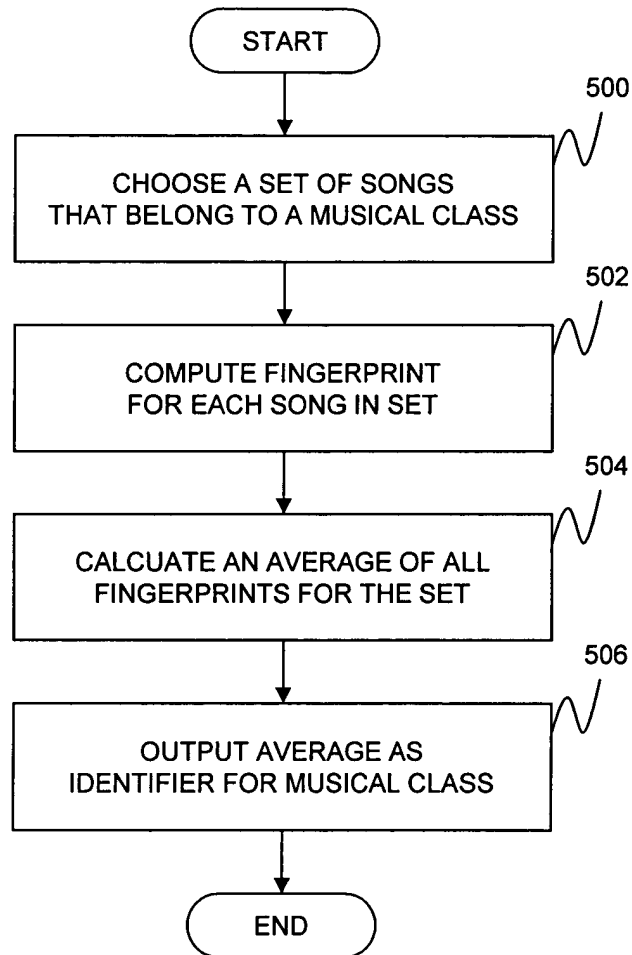 START
500
CHOOSE A SET OF SONGS
THAT BELONG TO A MUSICAL CLASS
502
COMPUTE FINGERPRINT
FOR EACH SONG IN SET
504
CALCUATE AN AVERAGE OF ALL
FINGERPRINTS FOR THE SET
506
OUTPUT AVERAGE AS
IDENTIFIER FOR MUSICAL CLASS
END